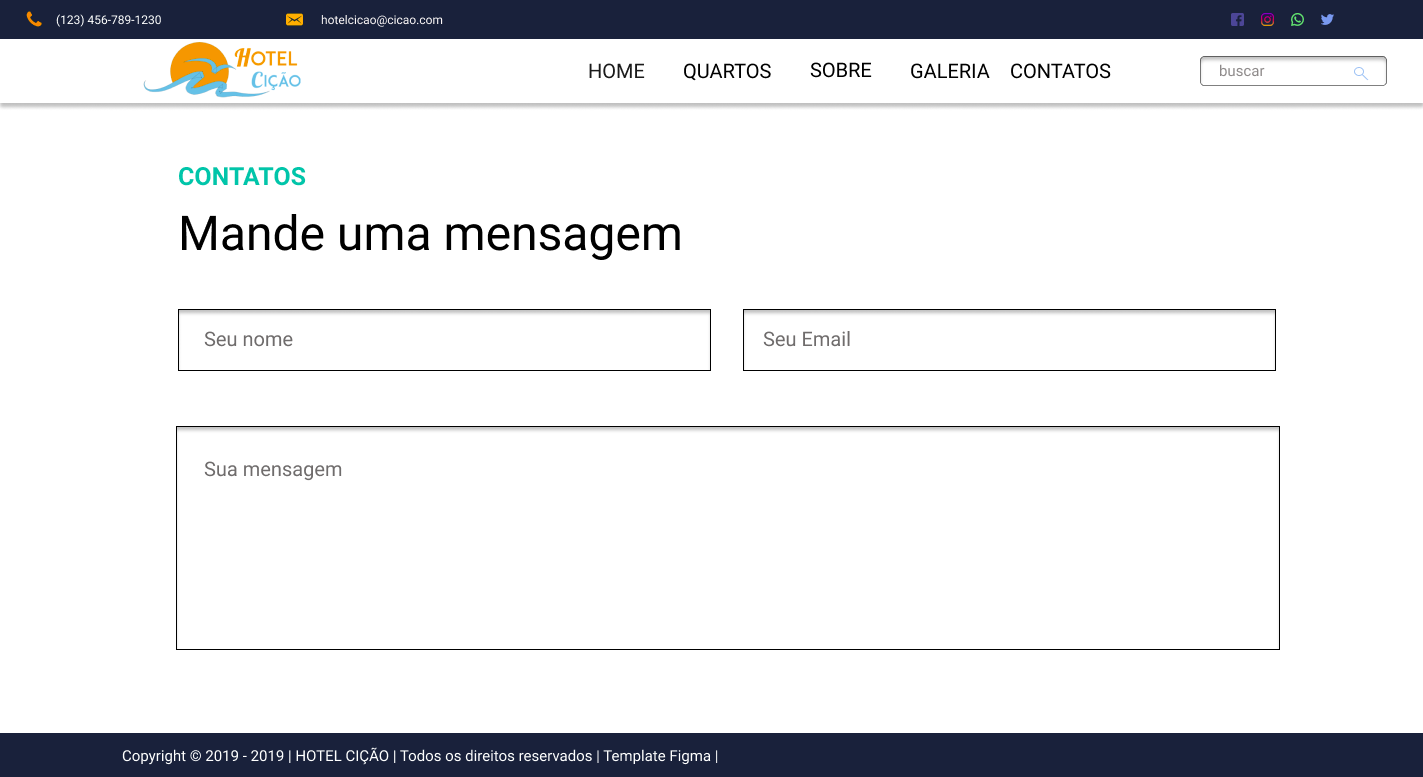 (123) 456-789-1230 hotelcicao@cicao.com
HOTEL
CIÇÃO
HOME QUARTOS SOBRE GALERIA CONTATOS buscar
CONTATOS
Mande uma mensagem
Seu nome Seu Email
Sua mensagem
Copyright © 2019 - 2019 | HOTEL CIÇÃO | Todos os direitos reservados | Template Figma |